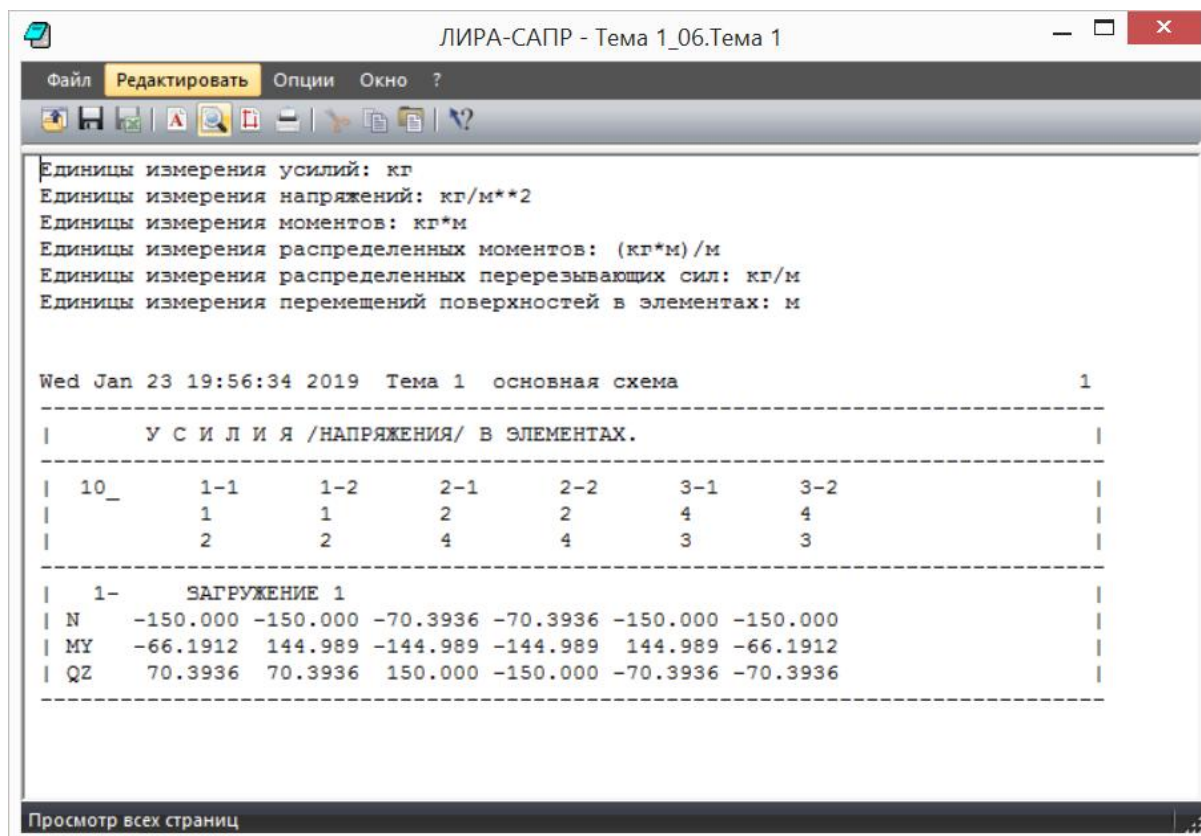 ЛИРА-САПР - Тема 1_06.Тема 1
Файл Редактировать Опции Окно ?
Единицы измерения усилий: кг
Единицы измерения напряжений: кг/м**2
Единицы измерения моментов: кг*м
Единицы измерения распределенных моментов: (кг*м)/м
Единицы измерения распределенных перерезывающих сил: кг/м
Единицы измерения перемещений поверхностей в элементах: м
Wed Jan 23 19:56:34 2019 Тема 1 основная схема 1
------------------------------------------------------------------------
| У С И Л И Я /НАПРЯЖЕНИЯ/ В ЭЛЕМЕНТАХ. |
------------------------------------------------------------------------
| 10_ 1-1 1-2 2-1 2-2 3-1 3-2 |
| 1 1 2 2 4 4 |
| 2 2 4 4 3 3 |
------------------------------------------------------------------------
| 1- ЗАГРУЖЕНИЕ 1 |
| N -150.000 -150.000 -70.3936 -70.3936 -150.000 -150.000 |
| MY -66.1912 144.989 -144.989 -144.989 144.989 -66.1912 |
| QZ 70.3936 70.3936 150.000 -150.000 -70.3936 -70.3936 |
------------------------------------------------------------------------
Просмотр всех страниц